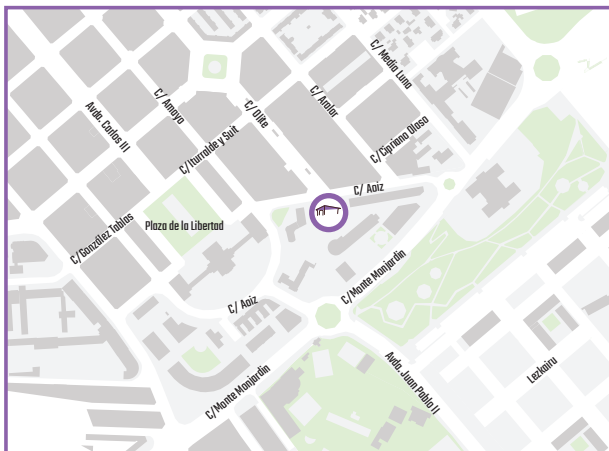 C/ Media Luna
Avda. Carlos III
C/ Amaya
C/ Olite
C/ Aralar
C/Iturralde y Suit
C/Cipriano Olaso
C/ Aoiz
Plaza de la Libertad
C/González Tablas
C/Monte Monjardín
C/ Aoiz
C/Monte Monjardín
Avda. Juan Pablo II
Lezkairu